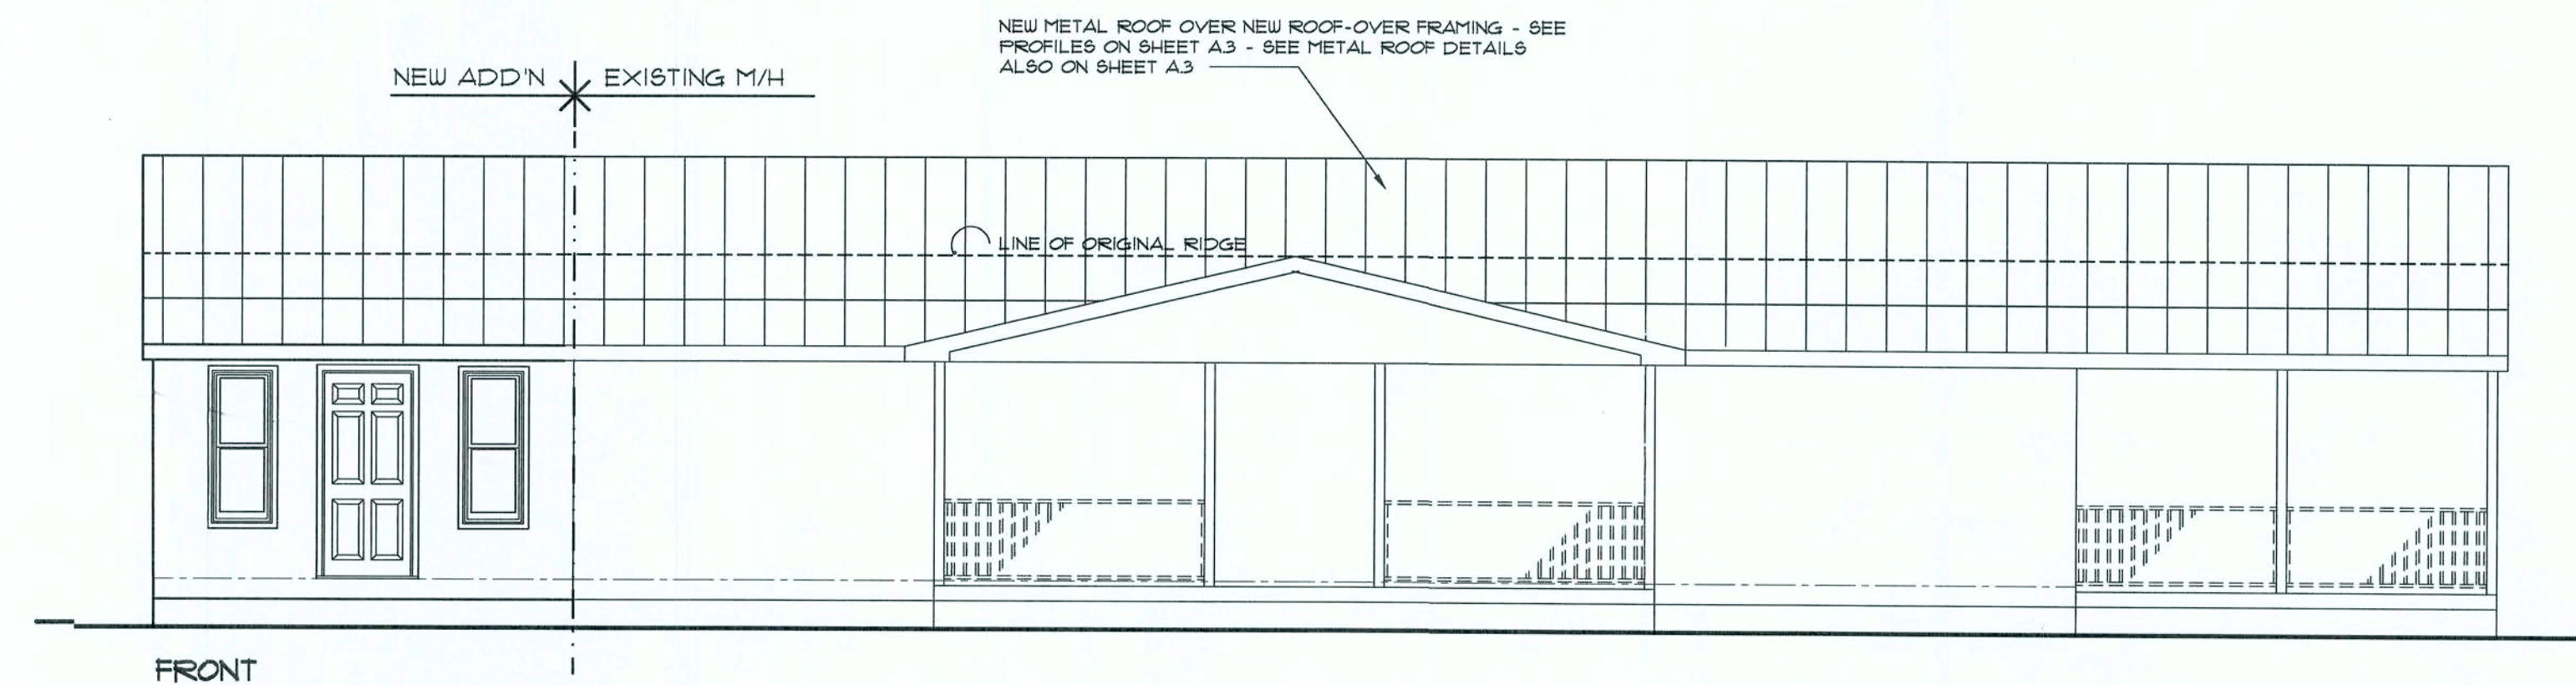 NEW METAL ROOF OVER NEW ROOF-OVER FRAMING - SEE
PROFILES ON SHEET A.3 - SEE METAL ROOF DETAILS
ALSO ON SHEET A.3
NEW ADD'N
EXISTING M/H
LINE OF ORIGINAL RIDGE
FRONT